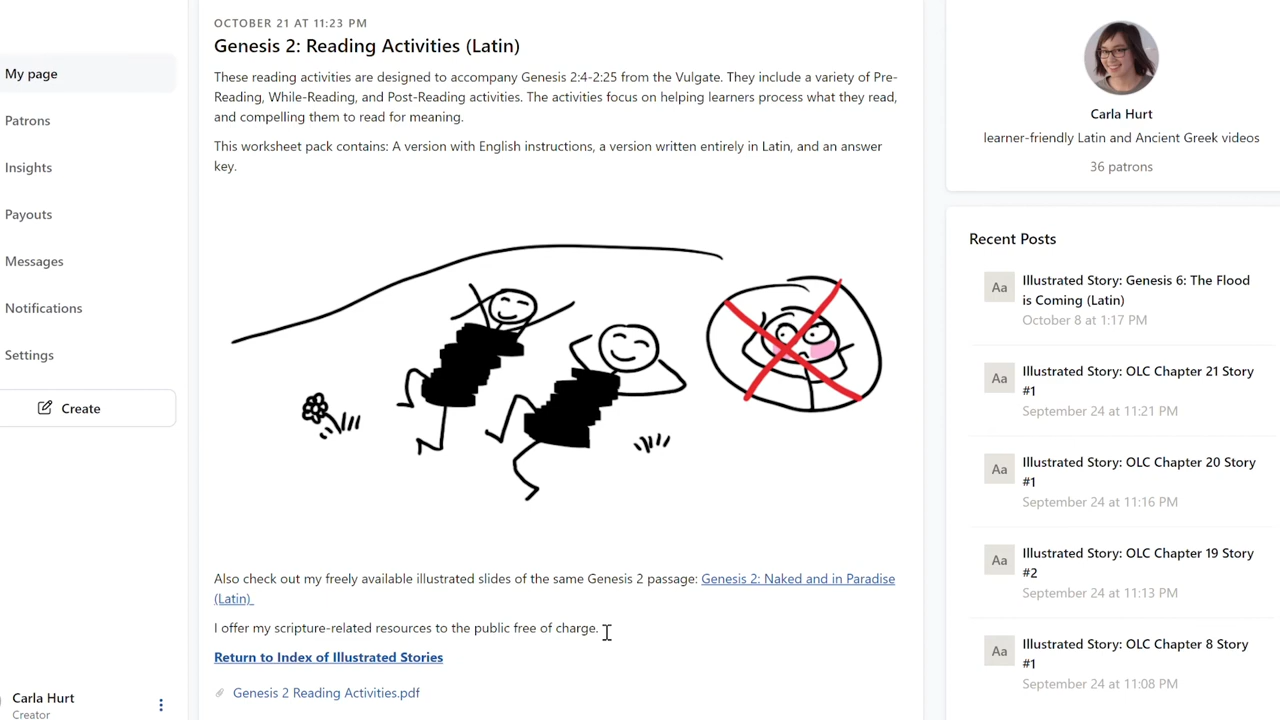 My page
Patrons
Insights
Payouts
Messages
Notifications
Settings
Create
Carla Hurt
Creator
OCTOBER 21 AT 11:23 PM
Genesis 2: Reading Activities (Latin)
These reading activities are designed to accompany Genesis 2:4-2:25 from the Vulgate. They include a variety of Pre-
Reading, While-Reading, and Post-Reading activities. The activities focus on helping learners process what they read,
and compelling them to read for meaning.
This worksheet pack contains: A version with English instructions, a version written entirely in Latin, and an answer
key.
Also check out my freely available illustrated slides of the same Genesis 2 passage: Genesis 2: Naked and in Paradise
(Latin)
I offer my scripture-related resources to the public free of charge.
Return to Index of Illustrated Stories
Genesis 2 Reading Activities.pdf
Carla Hurt
learner-friendly Latin and Ancient Greek videos
36 patrons
Recent Posts
Aa
Illustrated Story: Genesis 6: The Flood
is Coming (Latin)
October 8 at 1:17 PM
Aa
Illustrated Story: OLC Chapter 21 Story
#1
September 24 at 11:21 PM
Aa
Illustrated Story: OLC Chapter 20 Story
#1
September 24 at 11:16 PM
Aa
Illustrated Story: OLC Chapter 19 Story
#2
September 24 at 11:13 PM
Aa
Illustrated Story: OLC Chapter 8 Story
#1
September 24 at 11:08 PM